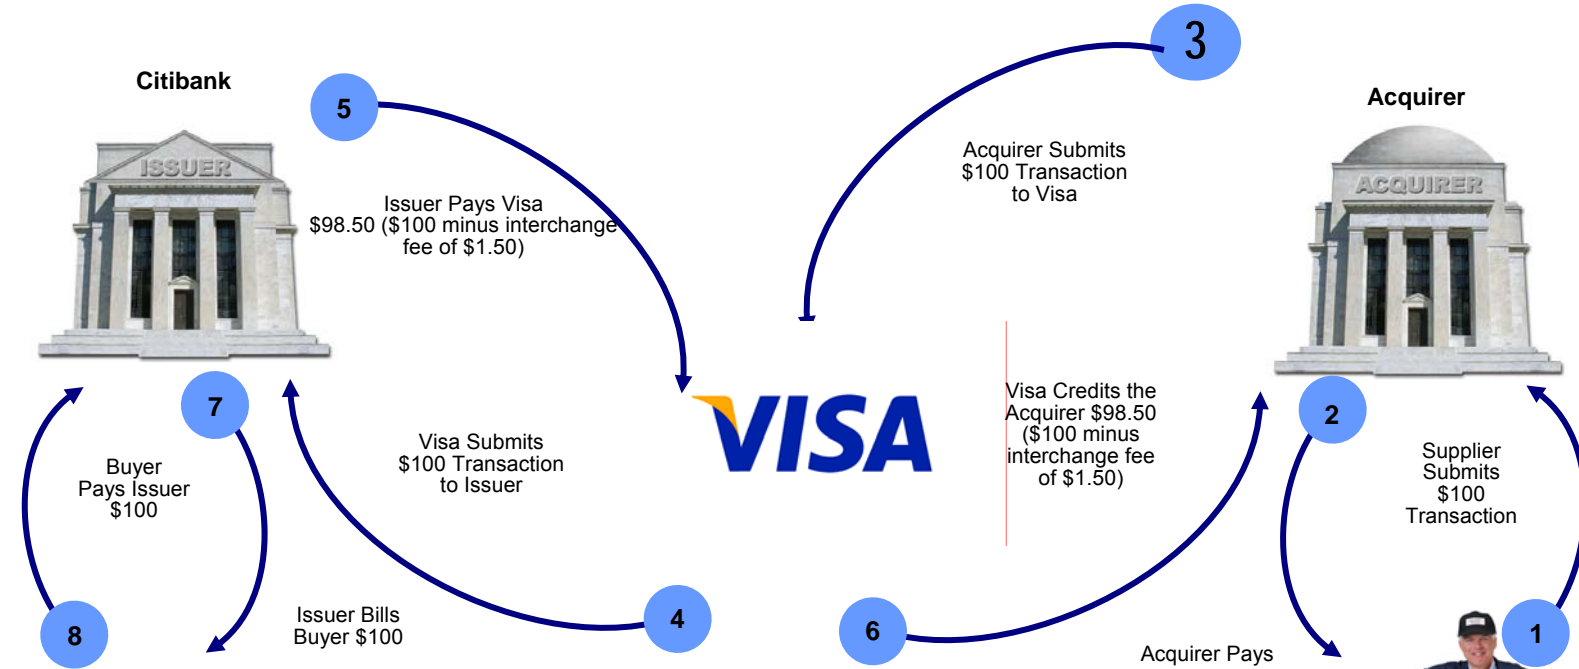 3
Citibank
5
Acquirer
ISSUER
ACQUIRER
Acquirer Submits
$100 Transaction
to Visa
Issuer Pays Visa
$98.50 ($100 minus interchange
fee of $1.50)
VISA
Visa Credits the
Acquirer $98.50
($100 minus
interchange fee
of $1.50)
7
2
Visa Submits
$100 Transaction
to Issuer
Buyer
Pays Issuer
$100
Supplier
Submits
$100
Transaction
Issuer Bills
Buyer $100
8
4
6
1
Acquirer Pays